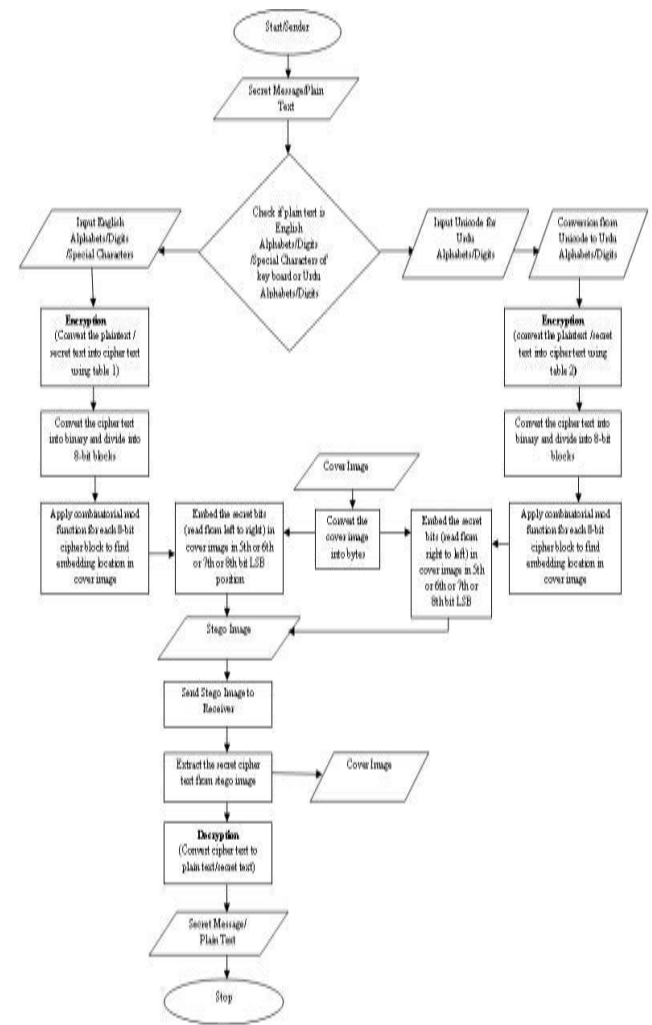 Start/Sender
Secret Message/Plain
Text
Check if plain text is
English
Alphabets/Digits
/Special Characters of
key board or Urdu
Alphabets/Digits
Input English
Alphabets/Digits
/Special Characters
Input Unicode for
Urdu
Alphabets/Digits
Conversion from
Unicode to Urdu
Alphabets/Digits
Encryption
(Convert the plaintext /
secret text into cipher text
using table 1)
Encryption
(convert the plaintext /secret
text into cipher text using
table 2)
Convert the cipher text
into binary and divide into
8-bit blocks
Convert the cipher text into
binary and divide into 8-bit
blocks
Cover Image
Apply combinatorial mod
function for each 8-bit
cipher block to find
embedding location in
cover image
Embed the secret bits
(read from left to right) in
cover image in 5th or 6th
or 7th or 8th bit LSB
position
Convert the
cover image
into bytes
Embed the secret
bits (read from
right to left) in
cover image in 5th
or 6th or 7th or
8th bit LSB
Apply combinatorial mod
function for each 8-bit
cipher block to find
embedding location in
cover image
Stego Image
Send Stego Image to
Receiver
Extract the secret cipher
text from stego image
Cover Image
Decryption
(Convert cipher text to
plain text/secret text)
Secret Message/
Plain Text
Stop